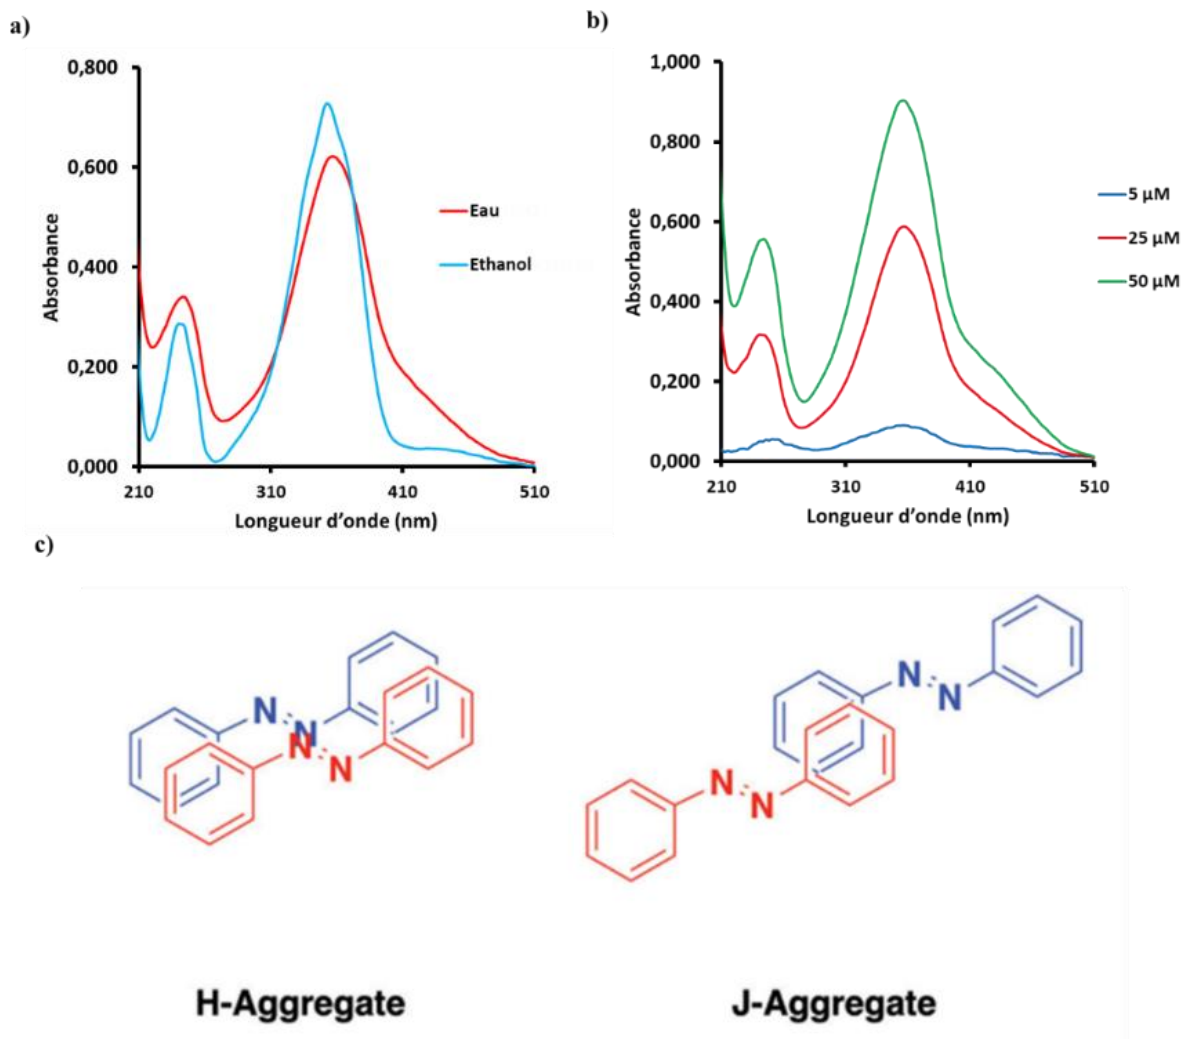 a)
0,800
0,600
0,400
0,200
0,000
210
310
410
510
Absorbance
Longueur d'onde (nm)
Eau
Ethanol
b)
1,000
0,800
0,600
0,400
0,200
0,000
210
310
410
510
Absorbance
Longueur d'onde (nm)
5 µM
25 µM
50 µM
c)
N
N
N
N
N
N
N
N
H-Aggregate
J-Aggregate